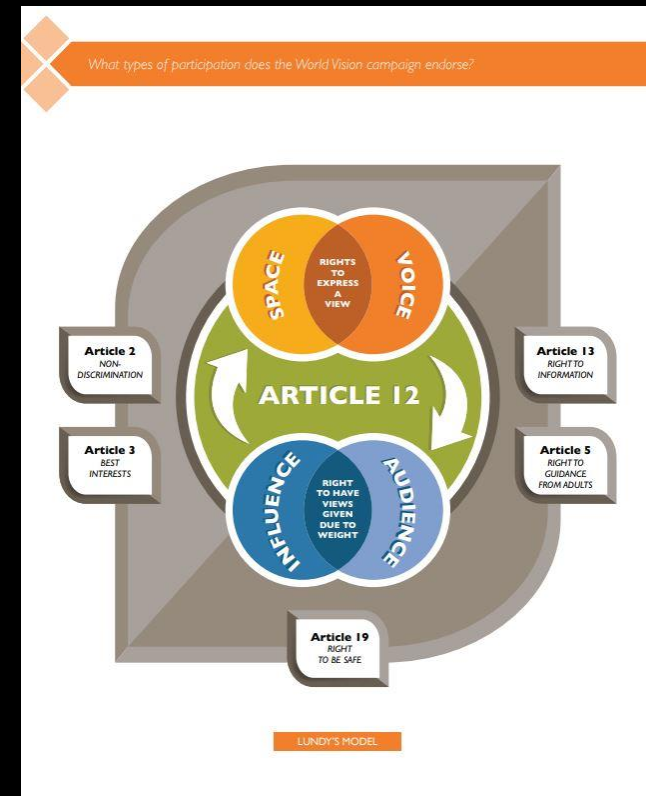 What types of participation does the World Vision campaign endorse?
SPACE
RIGHTS
TO
EXPRESS
A
VIEW
VOICE
Article 2
NON-
DISCRIMINATION
Article 13
RIGHT TO
INFORMATION
ARTICLE 12
Article 3
BEST
INTERESTS
Article 5
RIGHT TO
GUIDANCE
FROM ADULTS
INFLUENCE
RIGHT
TO HAVE
VIEWS
GIVEN
DUE TO
WEIGHT
AUDIENCE
Article 19
RIGHT
TO BE SAFE
LUNDY'S MODEL